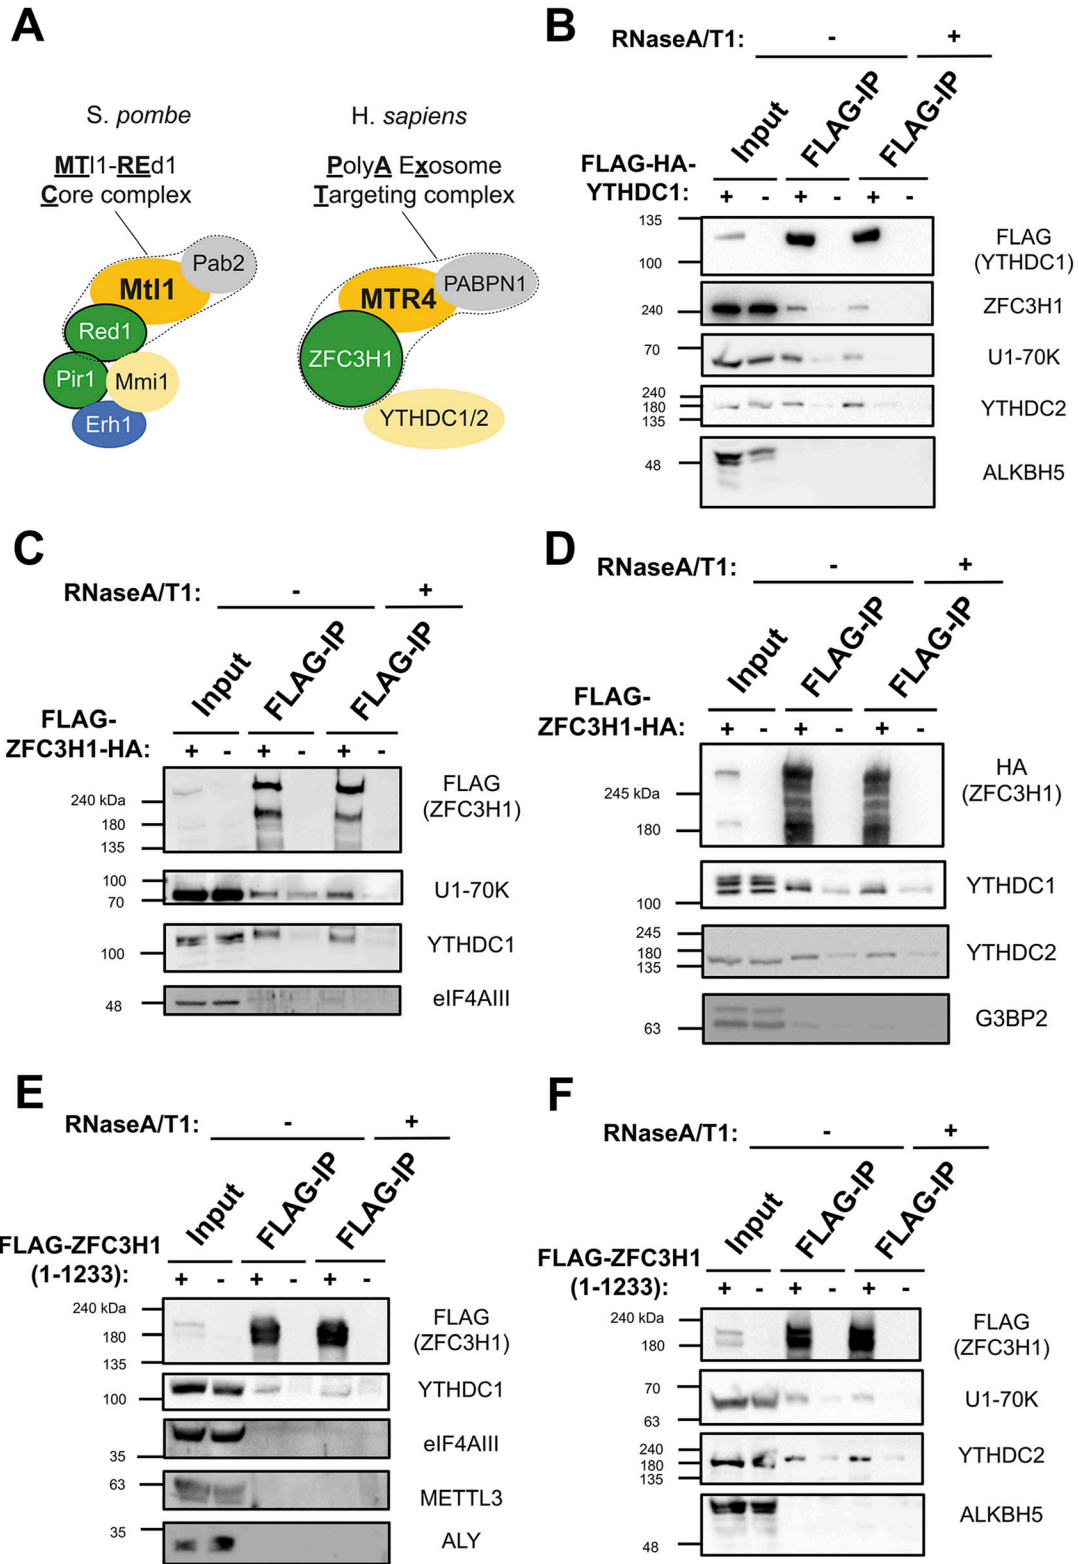 A
S. pombe
H. sapiens
MTl1-REd1
Core complex
PolyA Exosome
Targeting complex
Mtl1
Pab2
Red1
Pir1
Mmi1
Erh1
MTR4
PABPN1
ZFC3H1
YTHDC1/2
B
RNaseA/T1:
-
+
Input
FLAG-IP
FLAG-IP
FLAG-HA-
YTHDC1:
+ - + - + -
135
100
FLAG
(YTHDC1)
240
ZFC3H1
70
U1-70K
240
180
135
YTHDC2
48
ALKBH5
C
RNaseA/T1:
-
+
Input
FLAG-IP
FLAG-IP
FLAG-
ZFC3H1-HA:
+ - + - + -
240 kDa
180
135
FLAG
(ZFC3H1)
100
70
U1-70K
100
YTHDC1
48
eIF4AIII
D
RNaseA/T1:
-
+
Input
FLAG-IP
FLAG-IP
FLAG-
ZFC3H1-HA:
+ - + - + -
245 kDa
180
HA
(ZFC3H1)
100
YTHDC1
245
180
135
YTHDC2
63
G3BP2
E
RNaseA/T1:
-
+
Input
FLAG-IP
FLAG-IP
FLAG-ZFC3H1
(1-1233):
+ - + - + -
240 kDa
180
135
FLAG
(ZFC3H1)
100
YTHDC1
35
eIF4AIII
63
METTL3
35
ALY
F
RNaseA/T1:
-
+
Input
FLAG-IP
FLAG-IP
FLAG-ZFC3H1
(1-1233):
+ - + - + -
240 kDa
180
FLAG
(ZFC3H1)
70
63
U1-70K
240
180
135
YTHDC2
48
ALKBH5